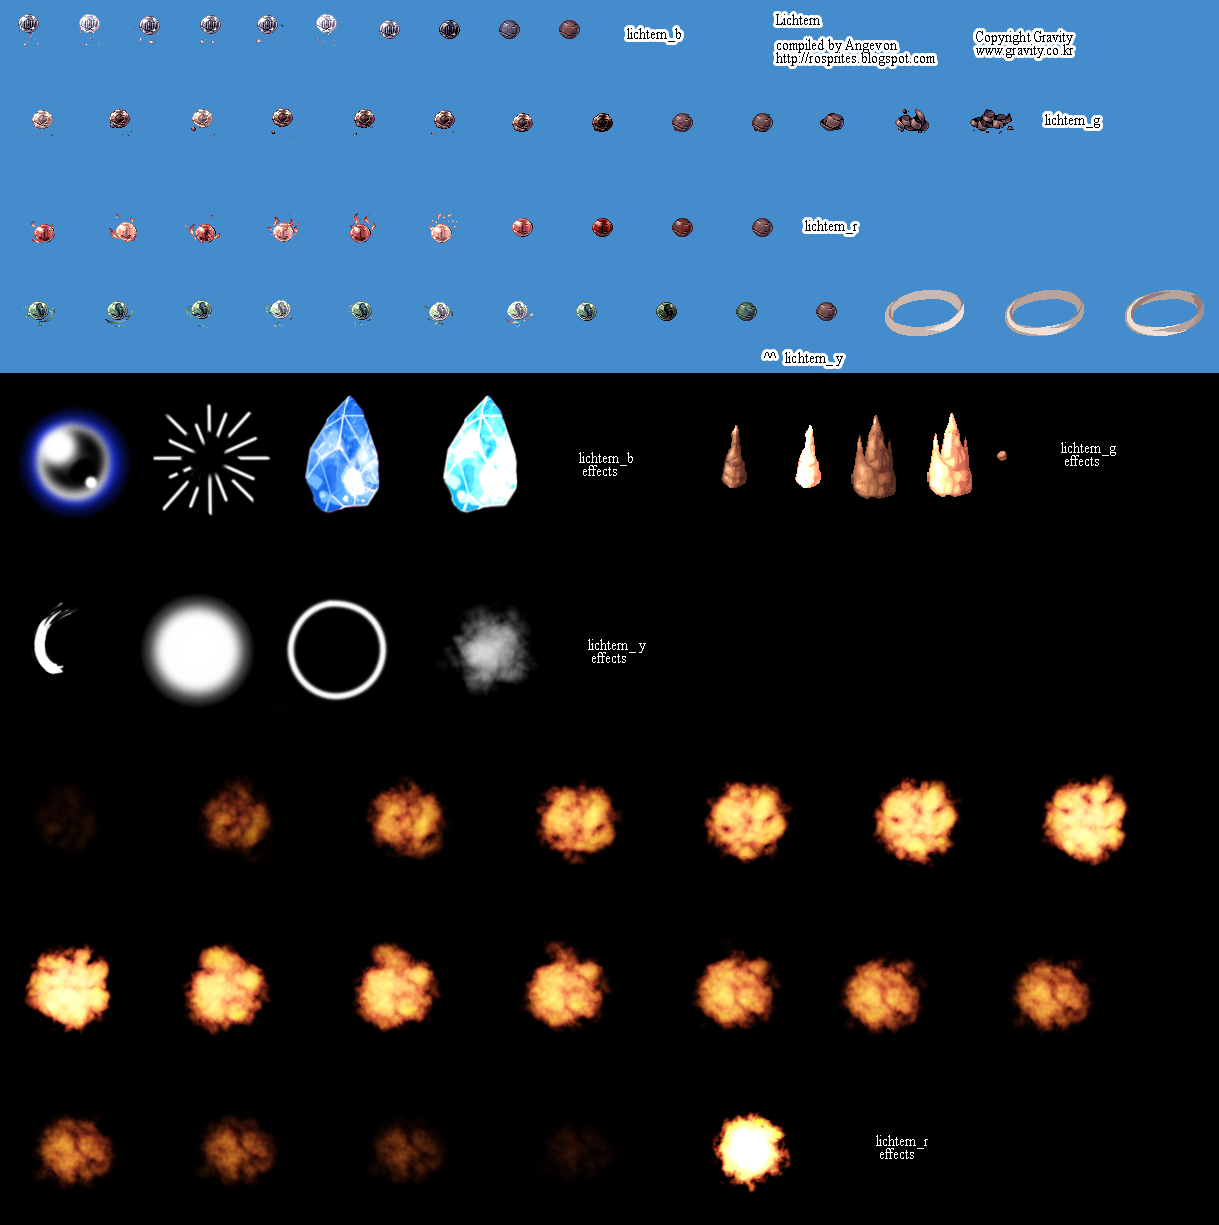 lichtern_b
Lichtern
compiled by Angevon
http://rosprites.blogspot.com
Copyright Gravity
www.gravity.co.kr
lichtern_g
lichtern_r
^^ lichtern_y
lichtern_b
effects
lichtern_g
effects
lichtern_y
effects
lichtern_r
effects